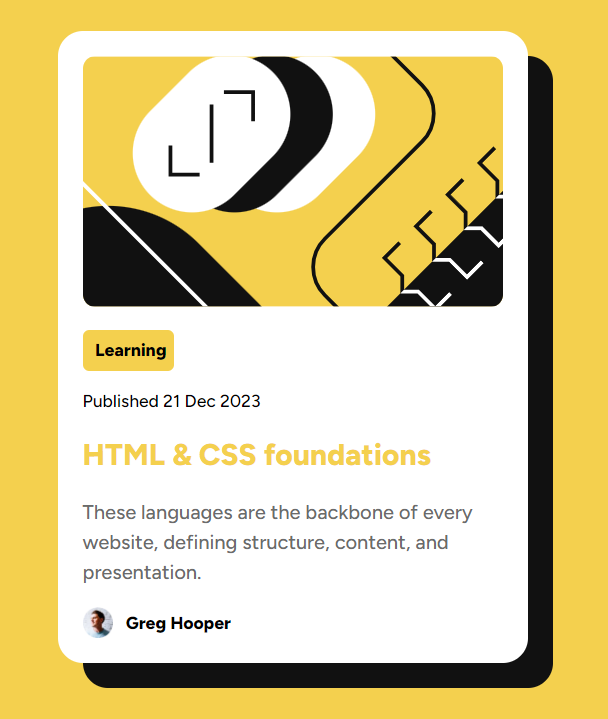 Learning
Published 21 Dec 2023
HTML & CSS foundations
These languages are the backbone of every
website, defining structure, content, and
presentation.
Greg Hooper